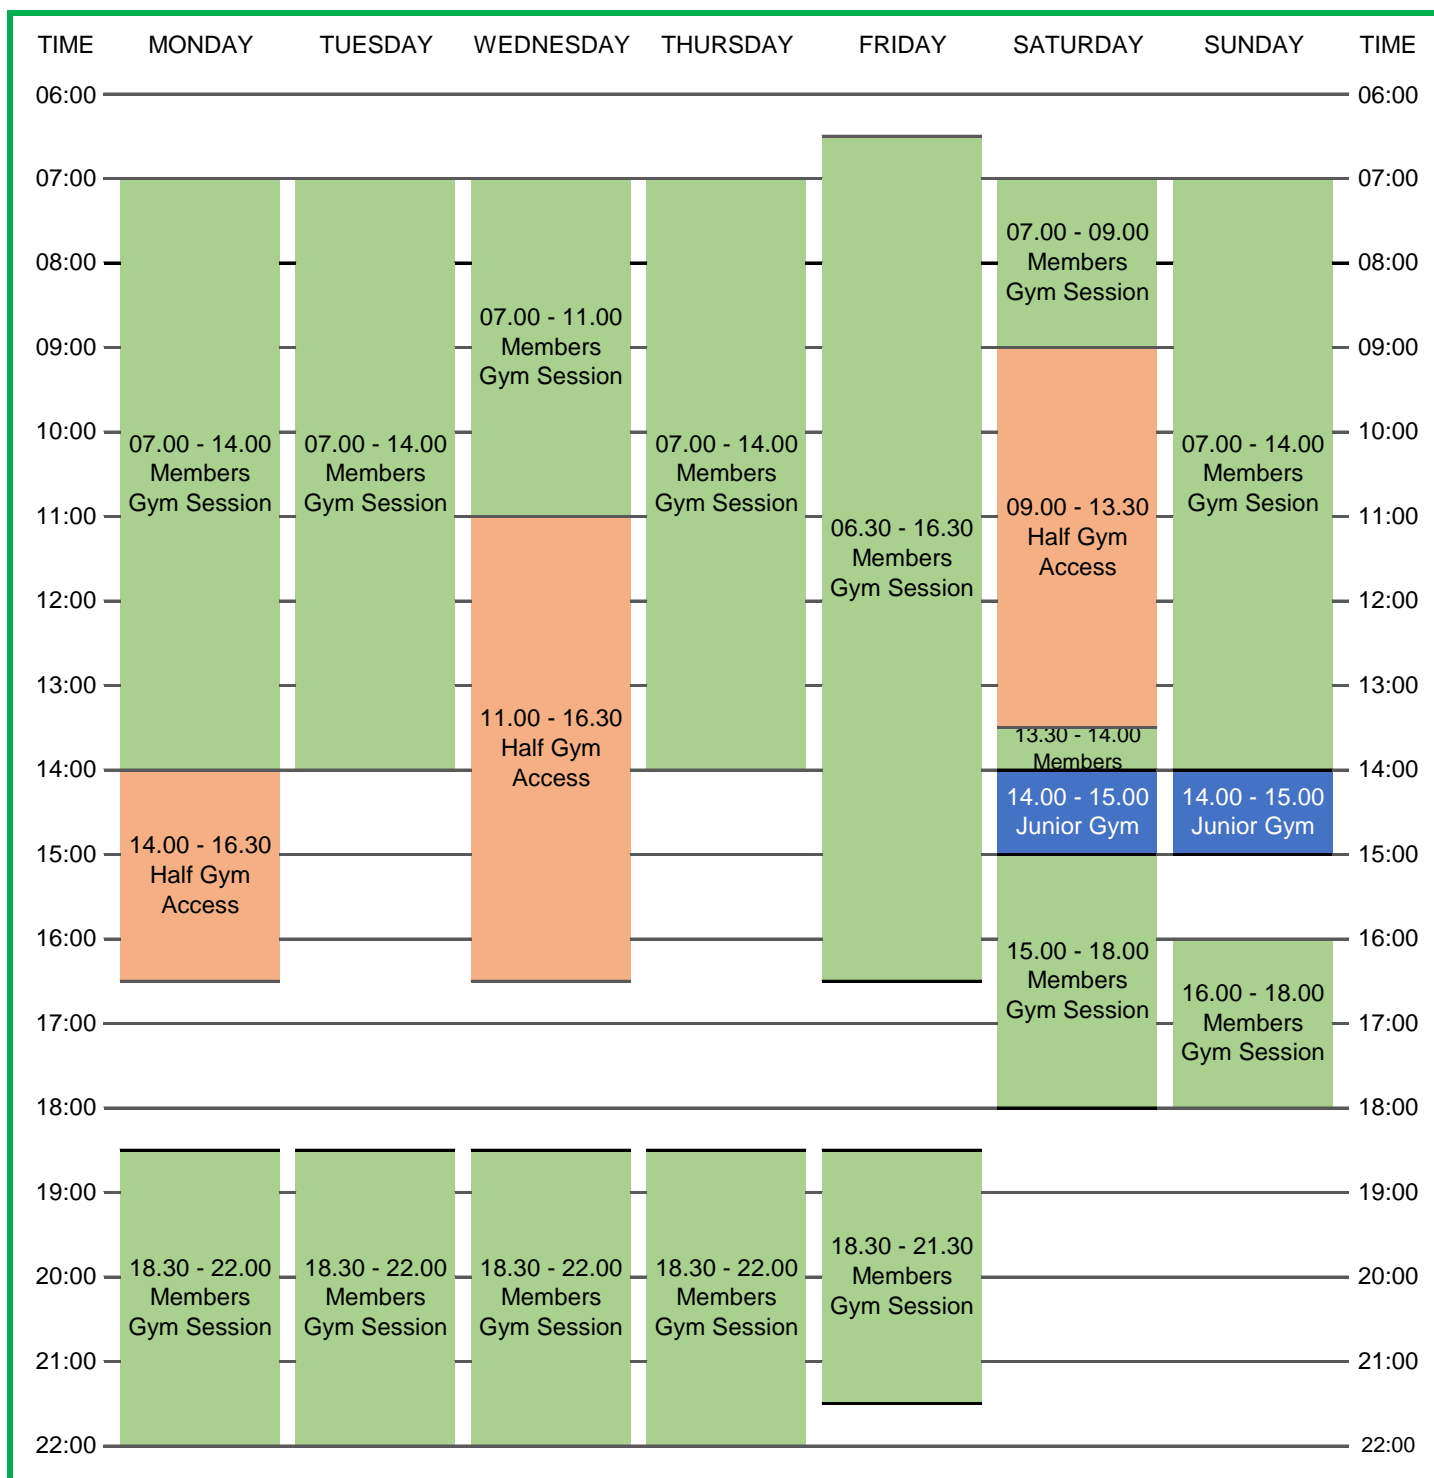 TIME MONDAY TUESDAY WEDNESDAY THURSDAY FRIDAY SATURDAY SUNDAY TIME
06:00 06:00
07:00 07:00
07.00 - 09.00
Members
Gym Session
08:00 08:00
07.00 - 11.00
Members
Gym Session
09:00 09:00
10:00 10:00
07.00 - 14.00
Members
Gym Session
07.00 - 14.00
Members
Gym Session
07.00 - 14.00
Members
Gym Session
07.00 - 14.00
Members
Gym Sesion
11:00 11:00
09.00 - 13.30
Half Gym
Access
06.30 - 16.30
Members
Gym Session
12:00 12:00
13:00 13:00
11.00 - 16.30
Half Gym
Access
13.30 - 14.00
Members
14:00 14:00
14.00 - 15.00
Junior Gym
14.00 - 15.00
Junior Gym
14.00 - 16.30
Half Gym
Access
15:00 15:00
16:00 16:00
15.00 - 18.00
Members
Gym Session
16.00 - 18.00
Members
Gym Session
17:00 17:00
18:00 18:00
19:00 19:00
18.30 - 22.00
Members
Gym Session
18.30 - 22.00
Members
Gym Session
18.30 - 22.00
Members
Gym Session
18.30 - 22.00
Members
Gym Session
18.30 - 21.30
Members
Gym Session
20:00 20:00
21:00 21:00
22:00 22:00